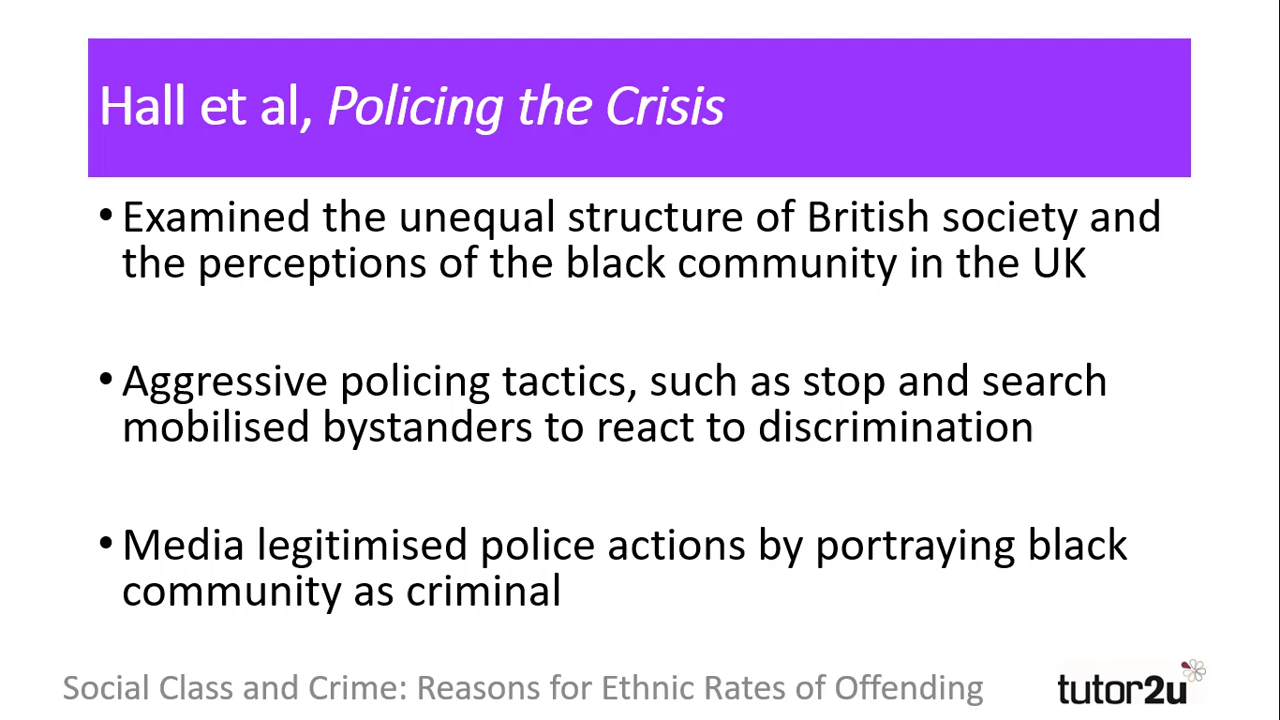 Hall et al, Policing the Crisis
• Examined the unequal structure of British society and
the perceptions of the black community in the UK
• Aggressive policing tactics, such as stop and search
mobilised bystanders to react to discrimination
• Media legitimised police actions by portraying black
community as criminal
Social Class and Crime: Reasons for Ethnic Rates of Offending
tutor2u